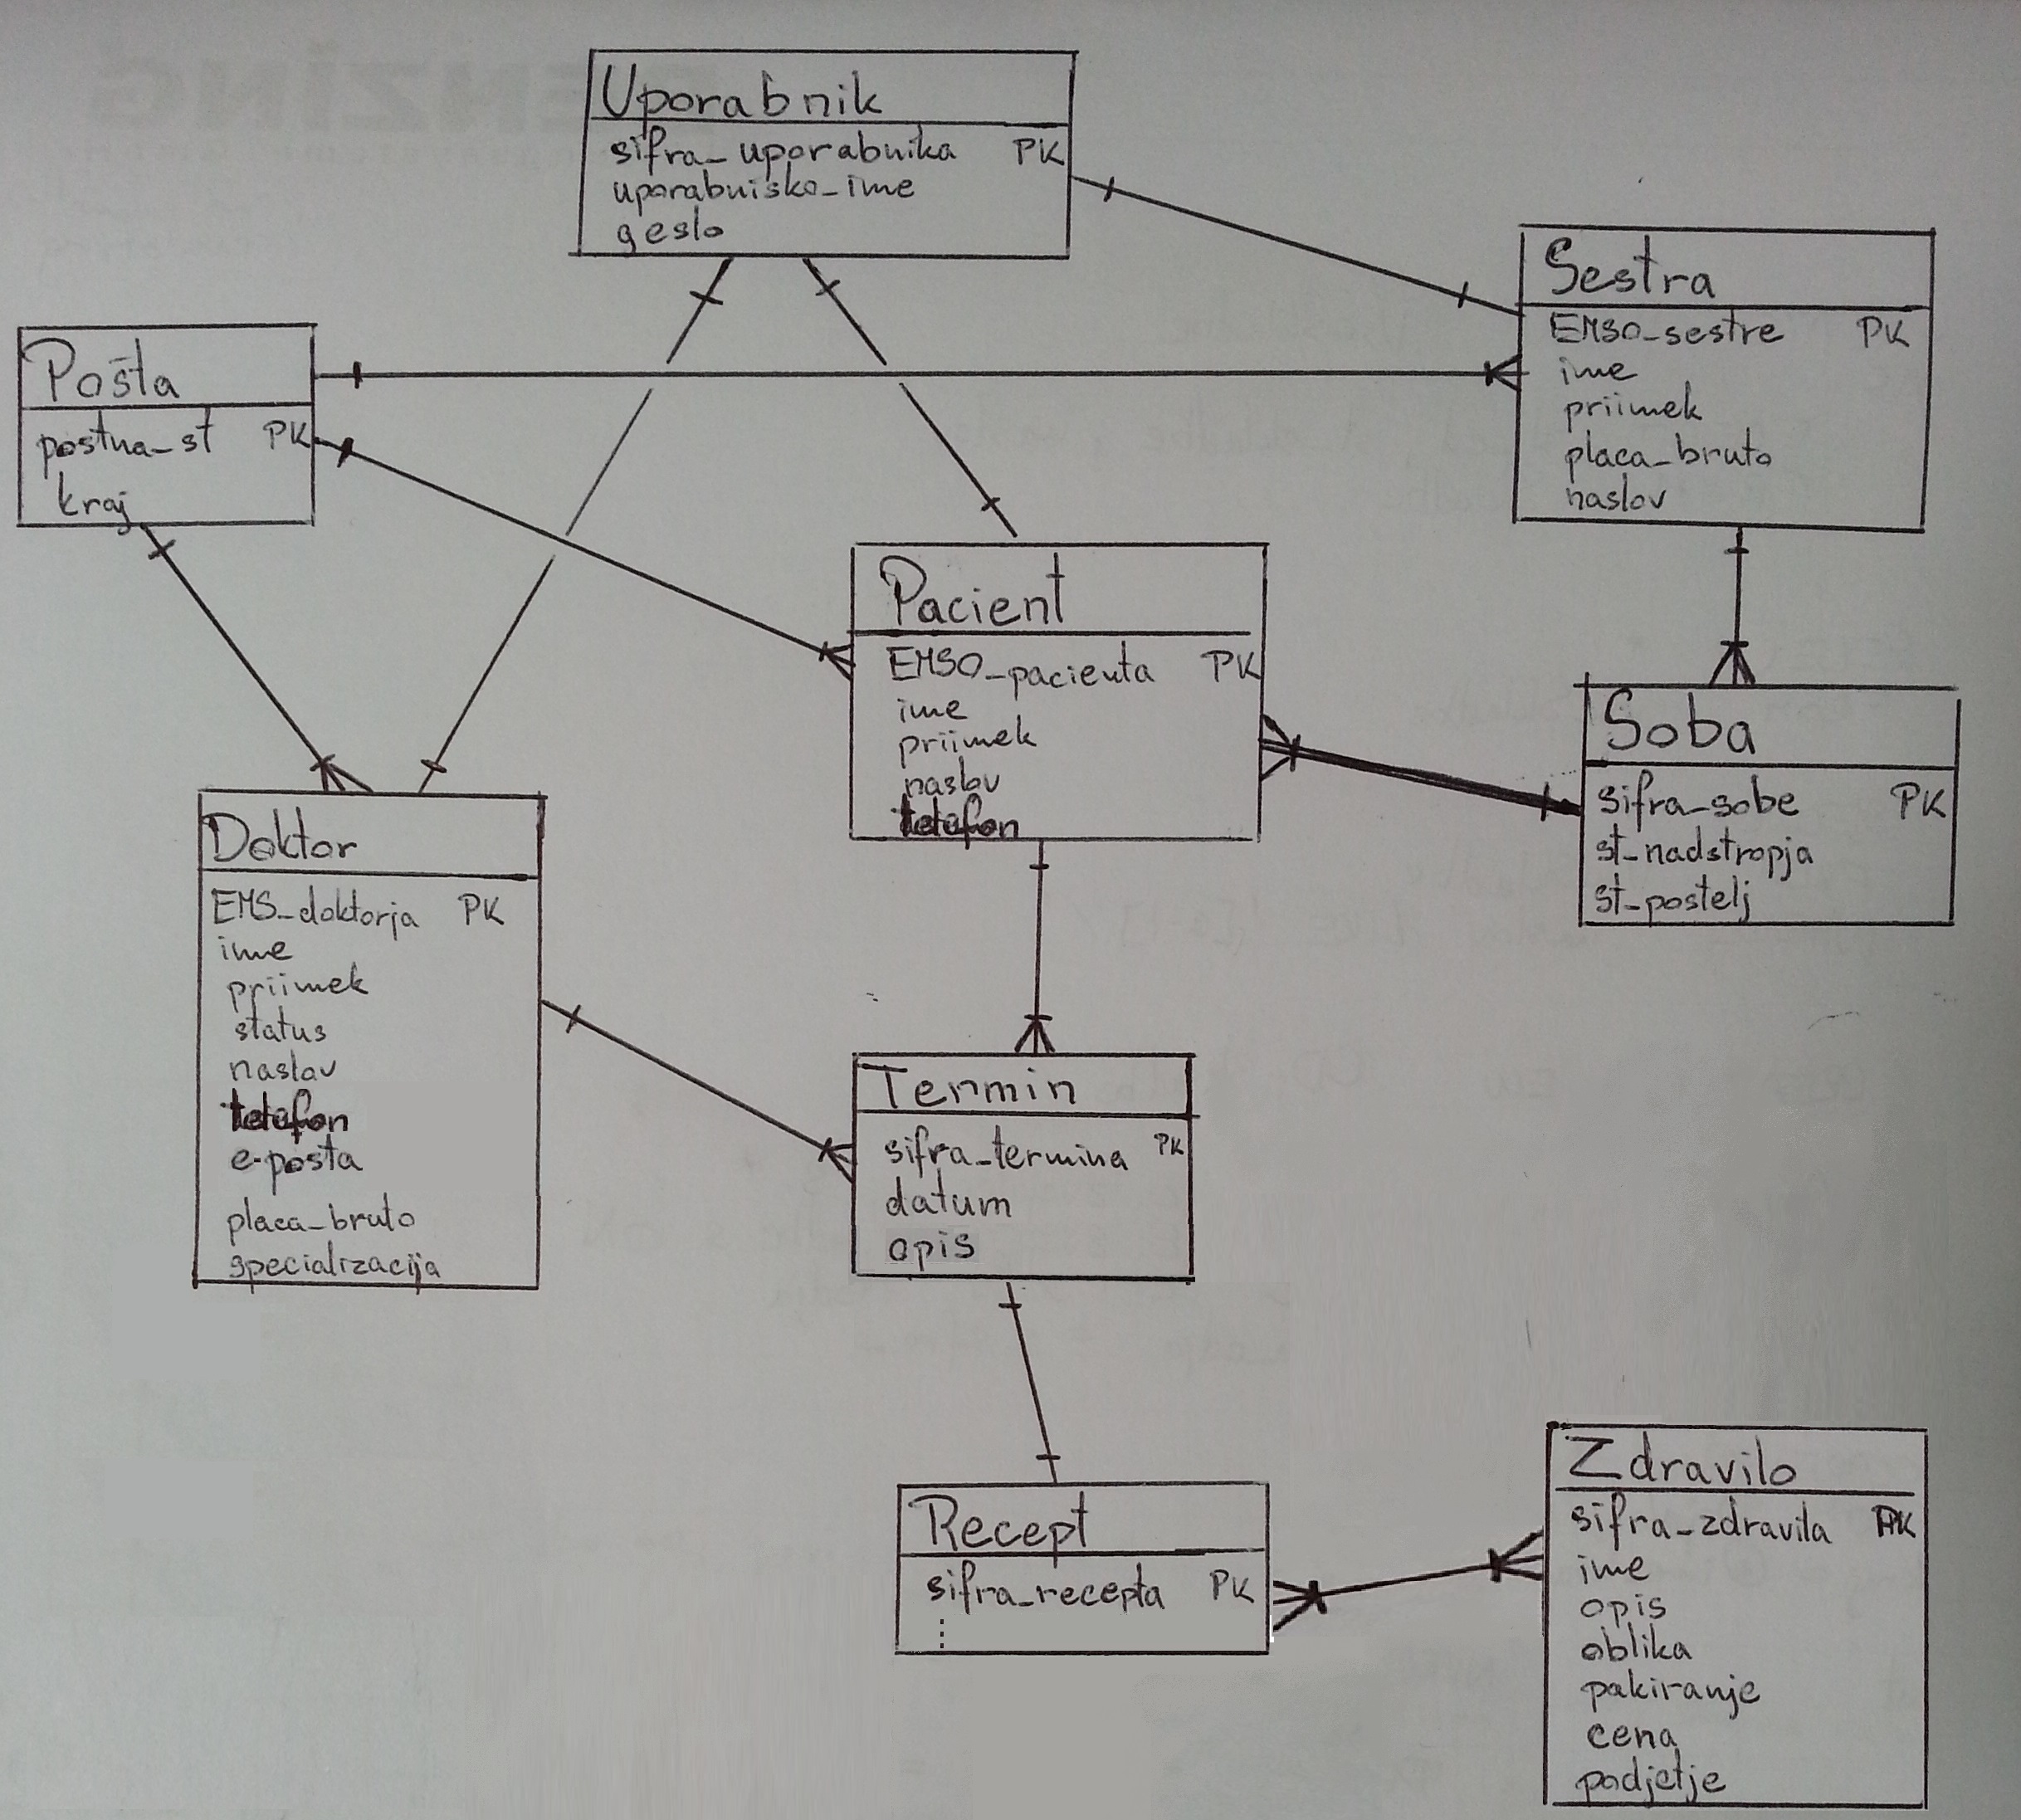 Uporabnik
sifra_uporabnika PK
uporabnisko_ime
geslo
Sestra
EMSO_sestre PK
ime
priimek
placa_bruto
naslov
Pošta
postna_st PK
kraj
Pacient
EMSO_pacienta PK
ime
priimek
naslov
telefon
Soba
sifra_sobe PK
st_nadstropja
st_postelj
Doktor
EMS_doktorja PK
ime
priimek
status
naslov
telefon
e-posta
placa_bruto
specializacija
Termin
sifra_termina PK
datum
opis
Recept
sifra_recepta PK
⋮
Zdravilo
sifra_zdravila PK
ime
opis
oblika
pakiranje
cena
podjetje